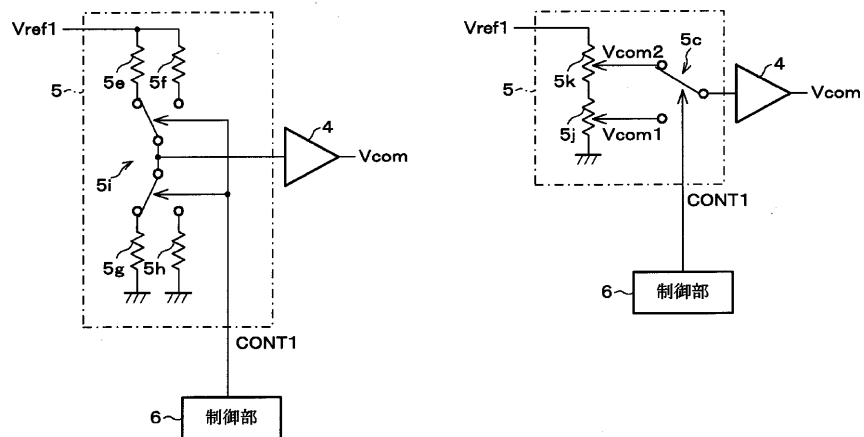 Vref1
5e
5f
5
4
Vcom
5i
5g
5h
CONT1
6
制御部
Vref1
Vcom2
5c
4
5k
5
Vcom
5j
Vcom1
CONT1
6
制御部